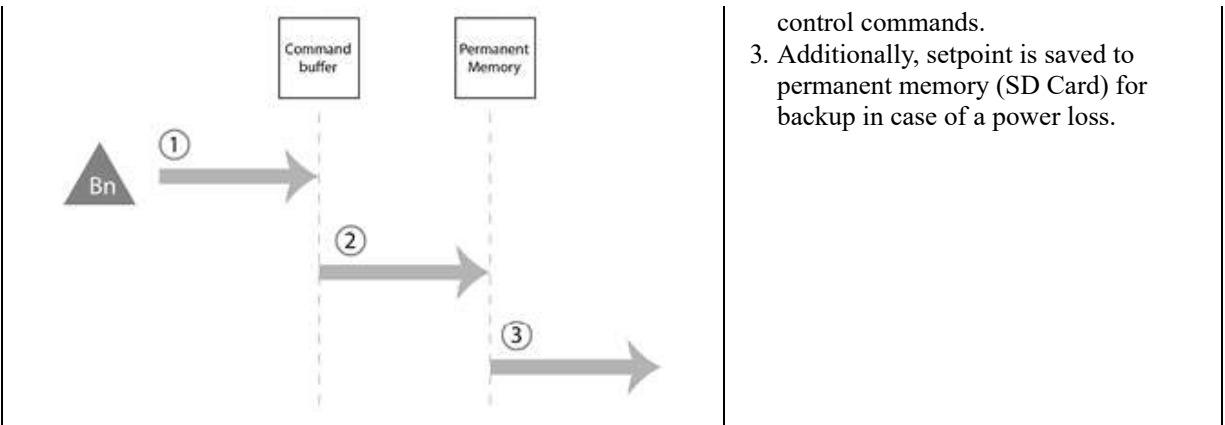 Command
buffer
Permanent
Memory
1
Bn
2
3
control commands.
3. Additionally, setpoint is saved to
permanent memory (SD Card) for
backup in case of a power loss.